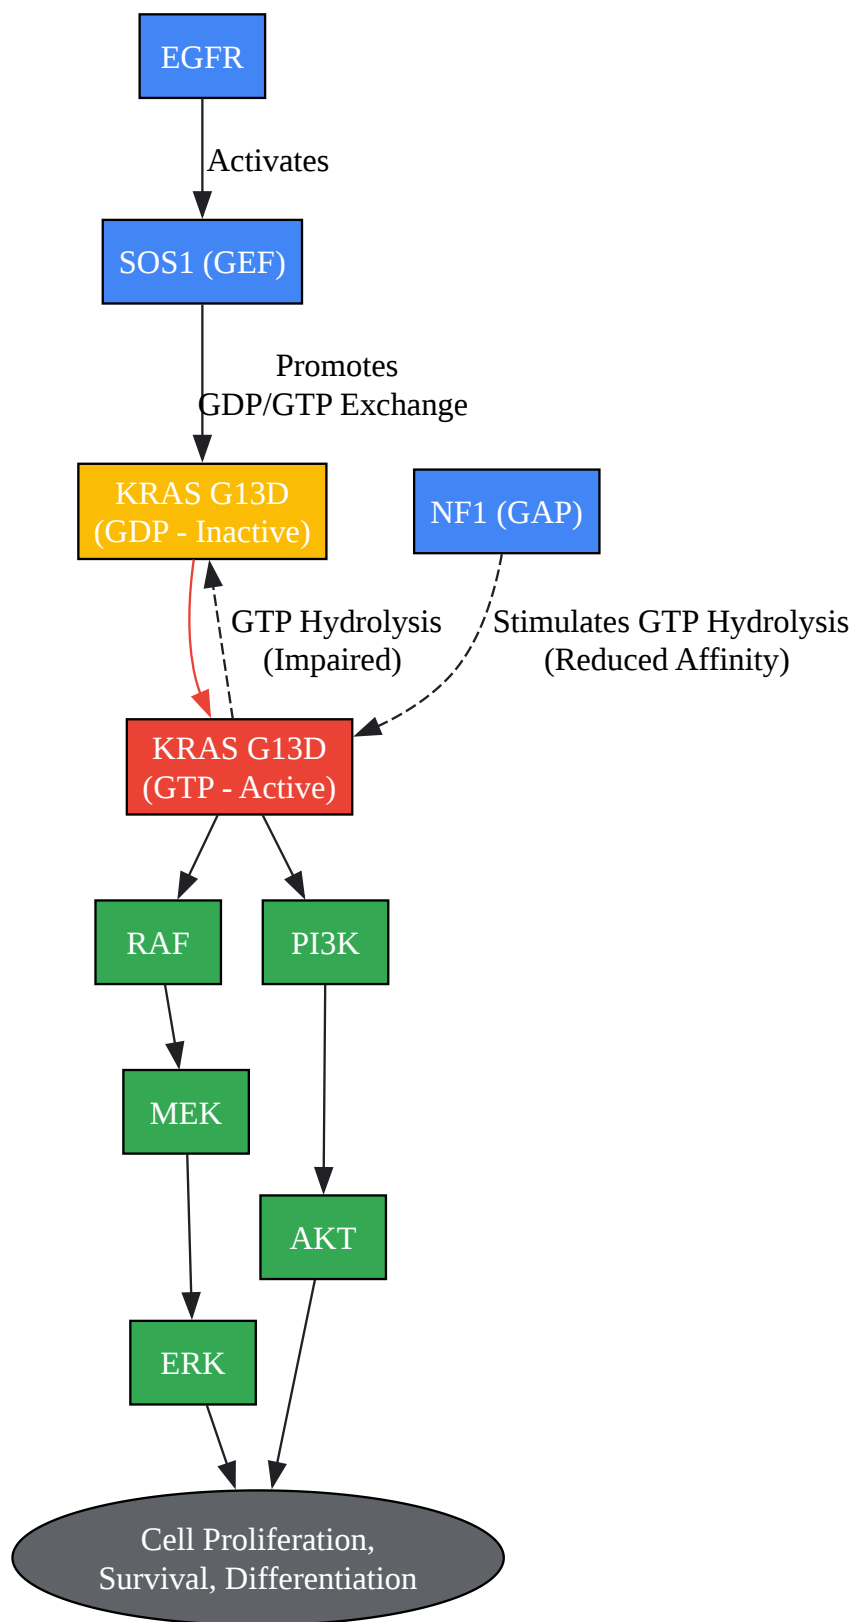 EGFR
Activates
SOS1 (GEF)
Promotes
GDP/GTP Exchange
KRAS G13D
(GDP - Inactive)
NF1 (GAP)
GTP Hydrolysis
(Impaired)
Stimulates GTP Hydrolysis
(Reduced Affinity)
KRAS G13D
(GTP - Active)
RAF
PI3K
MEK
AKT
ERK
Cell Proliferation,
Survival, Differentiation